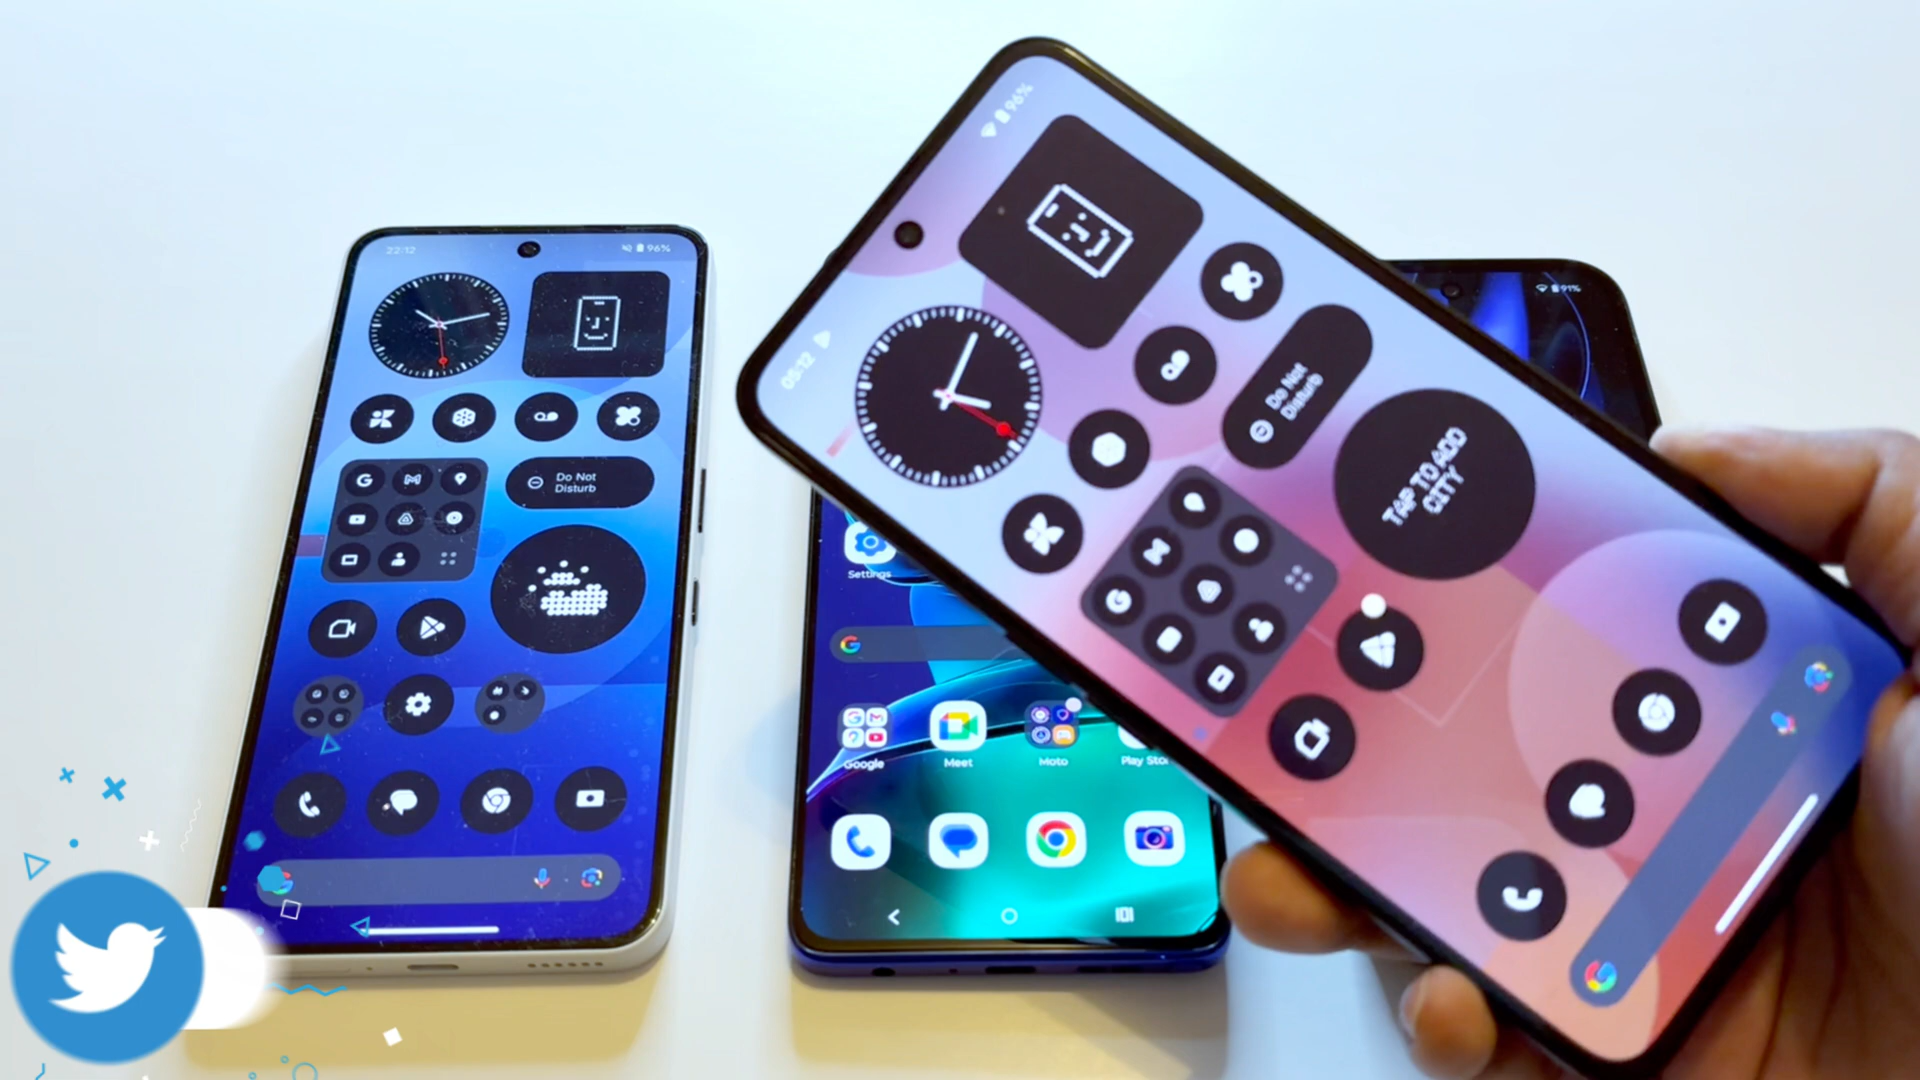 22:12
96%
Do Not
Disturb
91%
Settings
Google
Meet
Moto
Play Sto
96%
05:12
Do Not
Disturb
TAP TO ADD
CITY